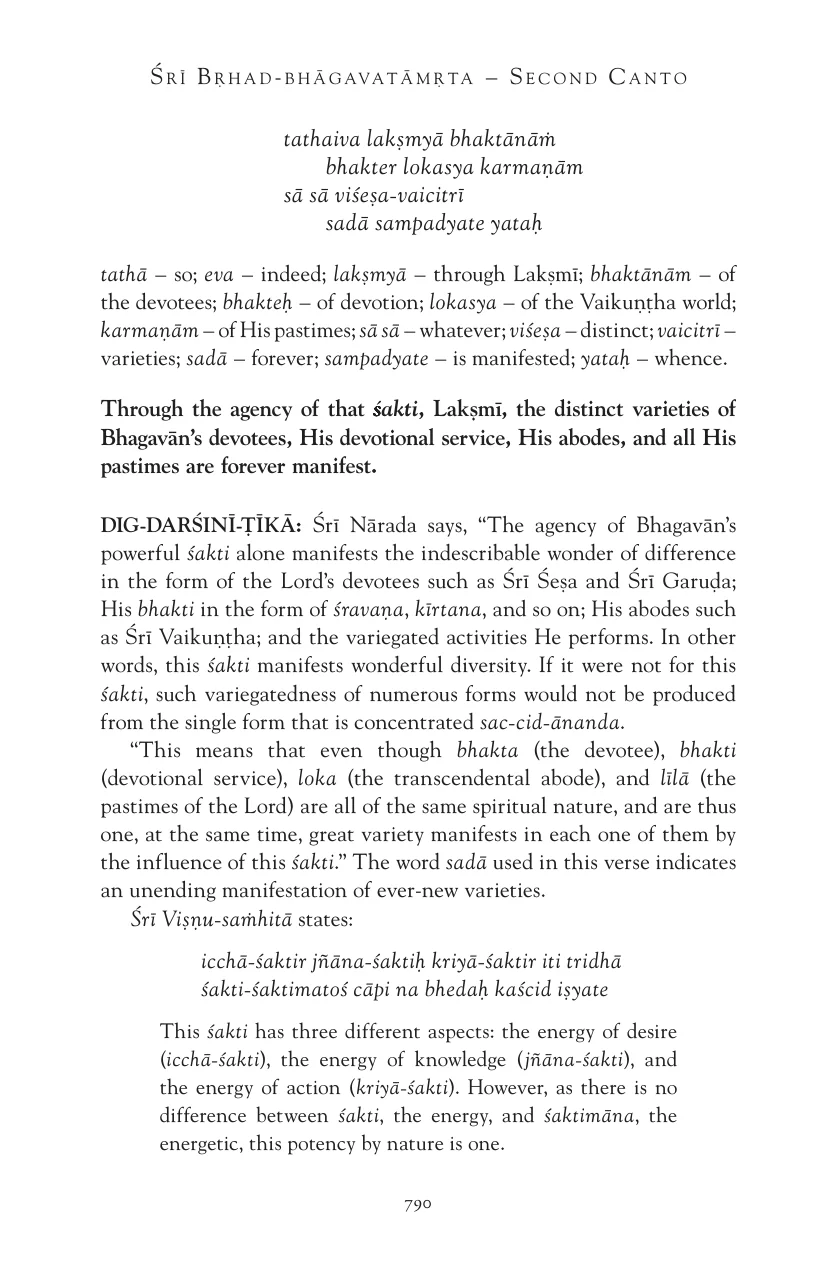 Śrī Bṛhad-bhāgavatāmṛta – Second Canto
tathaiva lakṣmyā bhaktānāṁ
bhakter lokasya karmaṇām
sā sā viśeṣa-vaicitrī
sadā sampadyate yataḥ
tathā – so; eva – indeed; lakṣmyā – through Lakṣmī; bhaktānām – of
the devotees; bhakteḥ – of devotion; lokasya – of the Vaikuṇṭha world;
karmaṇām – of His pastimes; sā sā – whatever; viśeṣa – distinct; vaicitrī –
varieties; sadā – forever; sampadyate – is manifested; yataḥ – whence.
Through the agency of that śakti, Lakṣmī, the distinct varieties of
Bhagavān’s devotees, His devotional service, His abodes, and all His
pastimes are forever manifest.
DIG-DARŚINĪ-ṬĪKĀ: Śrī Nārada says, “The agency of Bhagavān’s
powerful śakti alone manifests the indescribable wonder of difference
in the form of the Lord’s devotees such as Śrī Śeṣa and Śrī Garuḍa;
His bhakti in the form of śravaṇa, kīrtana, and so on; His abodes such
as Śrī Vaikuṇṭha; and the variegated activities He performs. In other
words, this śakti manifests wonderful diversity. If it were not for this
śakti, such variegatedness of numerous forms would not be produced
from the single form that is concentrated sac-cid-ānanda.
“This means that even though bhakta (the devotee), bhakti
(devotional service), loka (the transcendental abode), and līlā (the
pastimes of the Lord) are all of the same spiritual nature, and are thus
one, at the same time, great variety manifests in each one of them by
the influence of this śakti.” The word sadā used in this verse indicates
an unending manifestation of ever-new varieties.
Śrī Viṣṇu-saṁhitā states:
icchā-śaktir jñāna-śaktiḥ kriyā-śaktir iti tridhā
śakti-śaktimatoś cāpi na bhedaḥ kaścid iṣyate
This śakti has three different aspects: the energy of desire
(icchā-śakti), the energy of knowledge (jñāna-śakti), and
the energy of action (kriyā-śakti). However, as there is no
difference between śakti, the energy, and śaktimāna, the
energetic, this potency by nature is one.
790